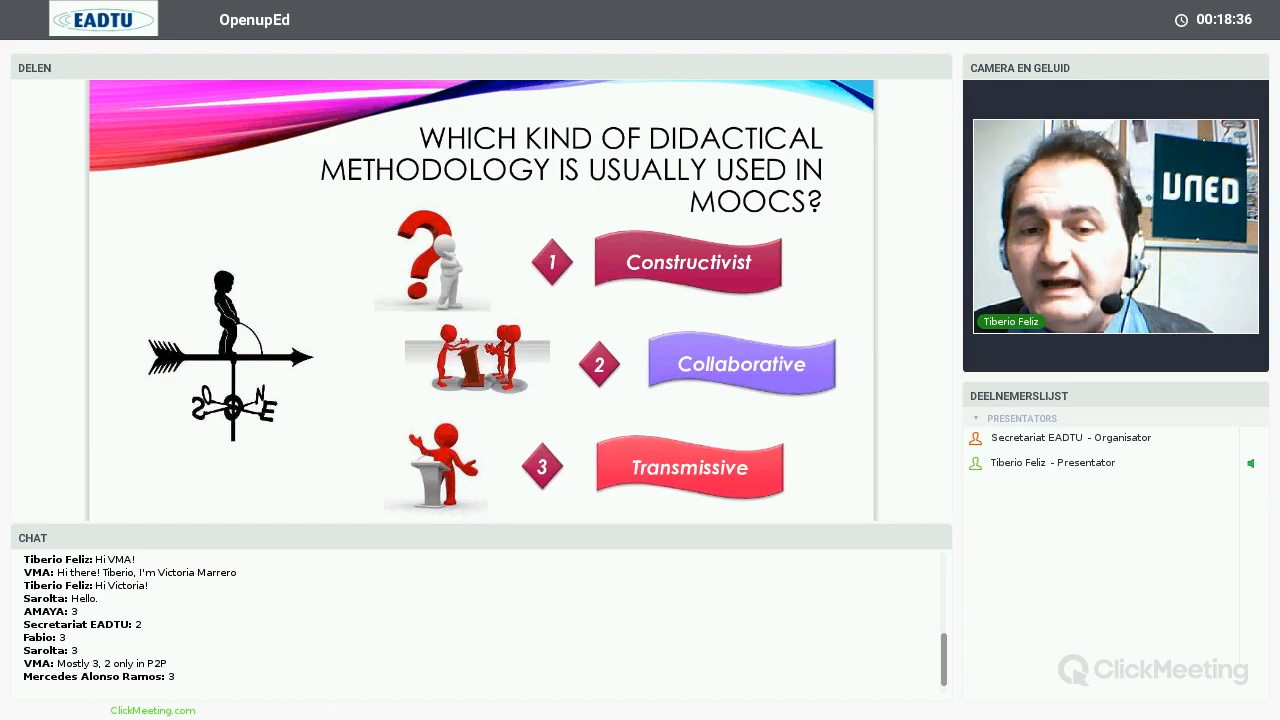 EADTU
OpenupEd
00:18:36
DELEN
WHICH KIND OF DIDACTICAL
METHODOLOGY IS USUALLY USED IN
MOOCS?
1 Constructivist
2 Collaborative
3 Transmissive
N
E
S
O
CAMERA EN GELUID
UNED
Tiberio Feliz
DEELNEMERSLIJST
PRESENTATORS
Secretariat EADTU - Organisator
Tiberio Feliz - Presentator
CHAT
Tiberio Feliz: Hi VMA!
VMA: Hi there! Tiberio, I'm Victoria Marrero
Tiberio Feliz: Hi Victoria!
Sarolta: Hello.
AMAYA: 3
Secretariat EADTU: 2
Fabio: 3
Sarolta: 3
VMA: Mostly 3, 2 only in P2P
Mercedes Alonso Ramos: 3
ClickMeeting
ClickMeeting.com